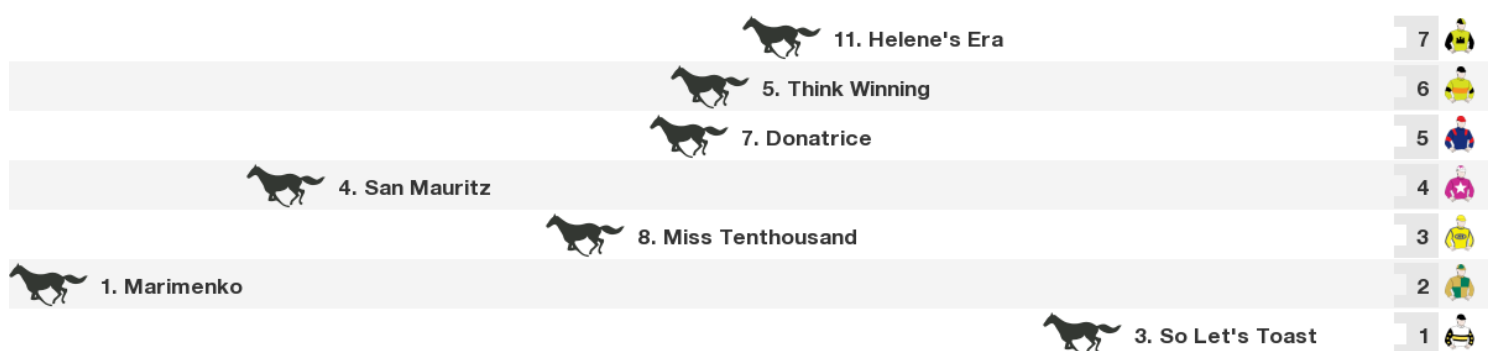 11. Helene's Era 7
5. Think Winning 6
7. Donatrice 5
4. San Mauritz 4
8. Miss Tenthousand 3
1. Marimenko 2
3. So Let's Toast 1